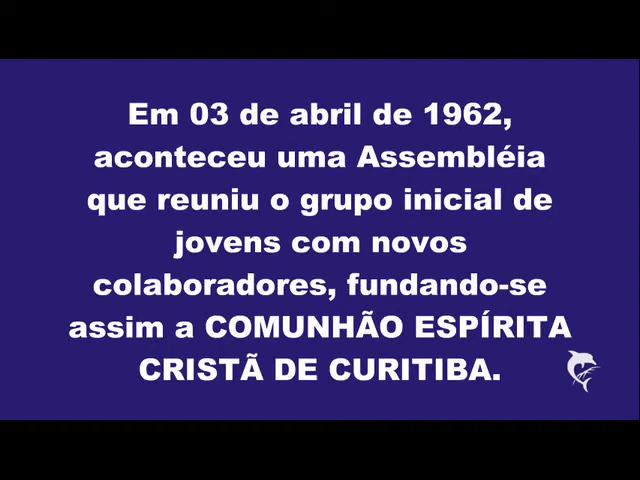 Em 03 de abril de 1962,
aconteceu uma Assembléia
que reuniu o grupo inicial de
jovens com novos
colaboradores, fundando-se
assim a COMUNHÃO ESPÍRITA
CRISTÃ DE CURITIBA.